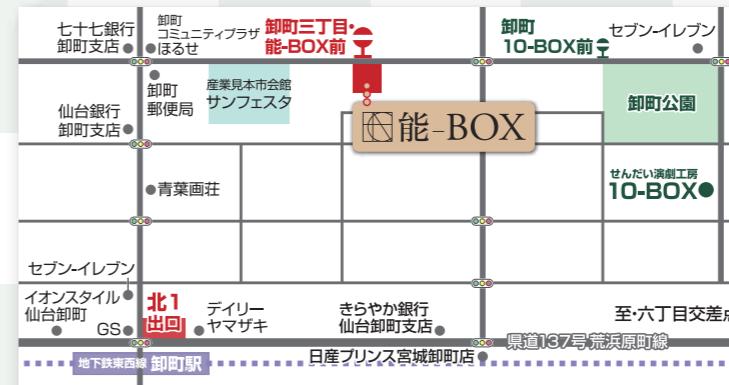 七十七銀行
卸町支店
卸町
コミュニティプラザ
ほるせ
卸町三丁目・
能-BOX前
卸町
10-BOX前
セブン-イレブン
卸町
郵便局
産業見本市会館
サンフェスタ
卸町公園
仙台銀行
卸町支店
能-BOX
青葉画荘
せんだい演劇工房
10-BOX
セブン-イレブン
イオンスタイル
仙台卸町
GS
北1
出口
デイリー
ヤマザキ
きらやか銀行
仙台卸町支店
至・六丁目交差点
県道137号 荒浜原町線
日産プリンス宮城卸町店
地下鉄東西線 卸町駅